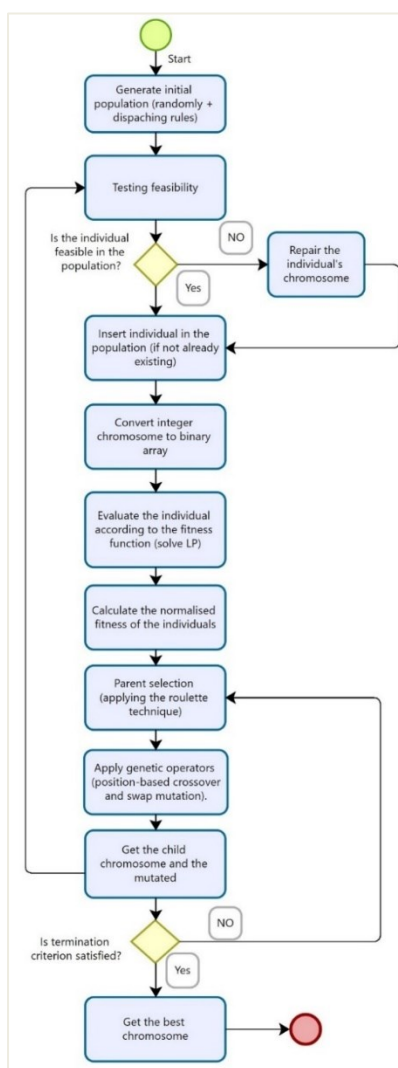 Start
Generate initial
population (randomly +
dispaching rules)
Testing feasibility
Is the individual
feasible in the
population?
NO
Repair the
individual's
chromosome
Yes
Insert individual in the
population (if not already
existing)
Convert integer
chromosome to binary
array
Evaluate the individual
according to the fitness
function (solve LP)
Calculate the normalised
fitness of the individuals
Parent selection
(applying the roulette
technique)
Apply genetic operators
(position-based crossover
and swap mutation).
Get the child
chromosome and the
mutated
NO
Is termination
criterion satisfied?
Yes
Get the best
chromosome